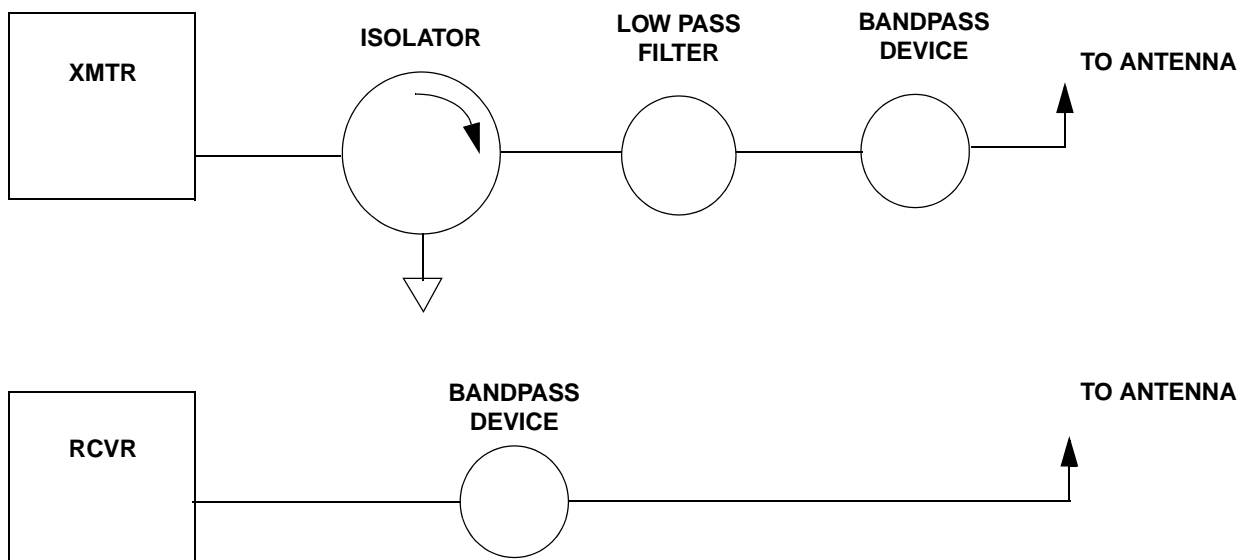 XMTR
ISOLATOR
LOW PASS
FILTER
BANDPASS
DEVICE
TO ANTENNA
RCVR
BANDPASS
DEVICE
TO ANTENNA